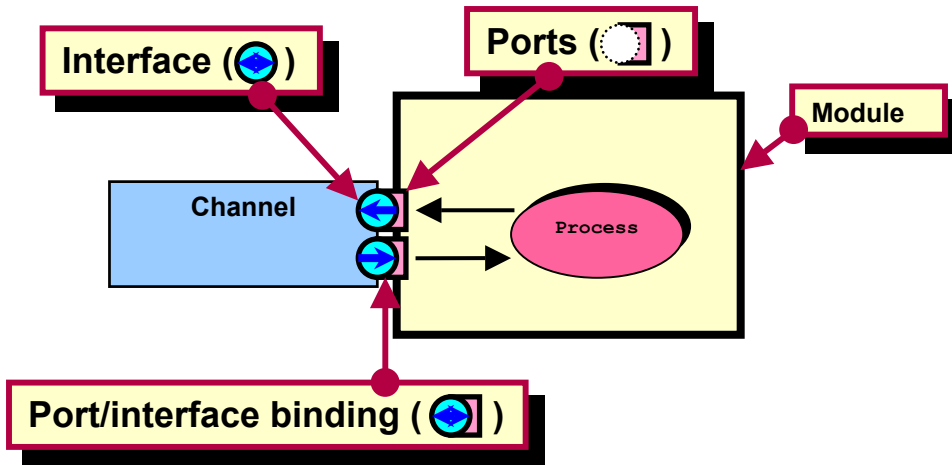 Interface ( )
Ports ( )
Module
Channel
Process
Port/interface binding ( )